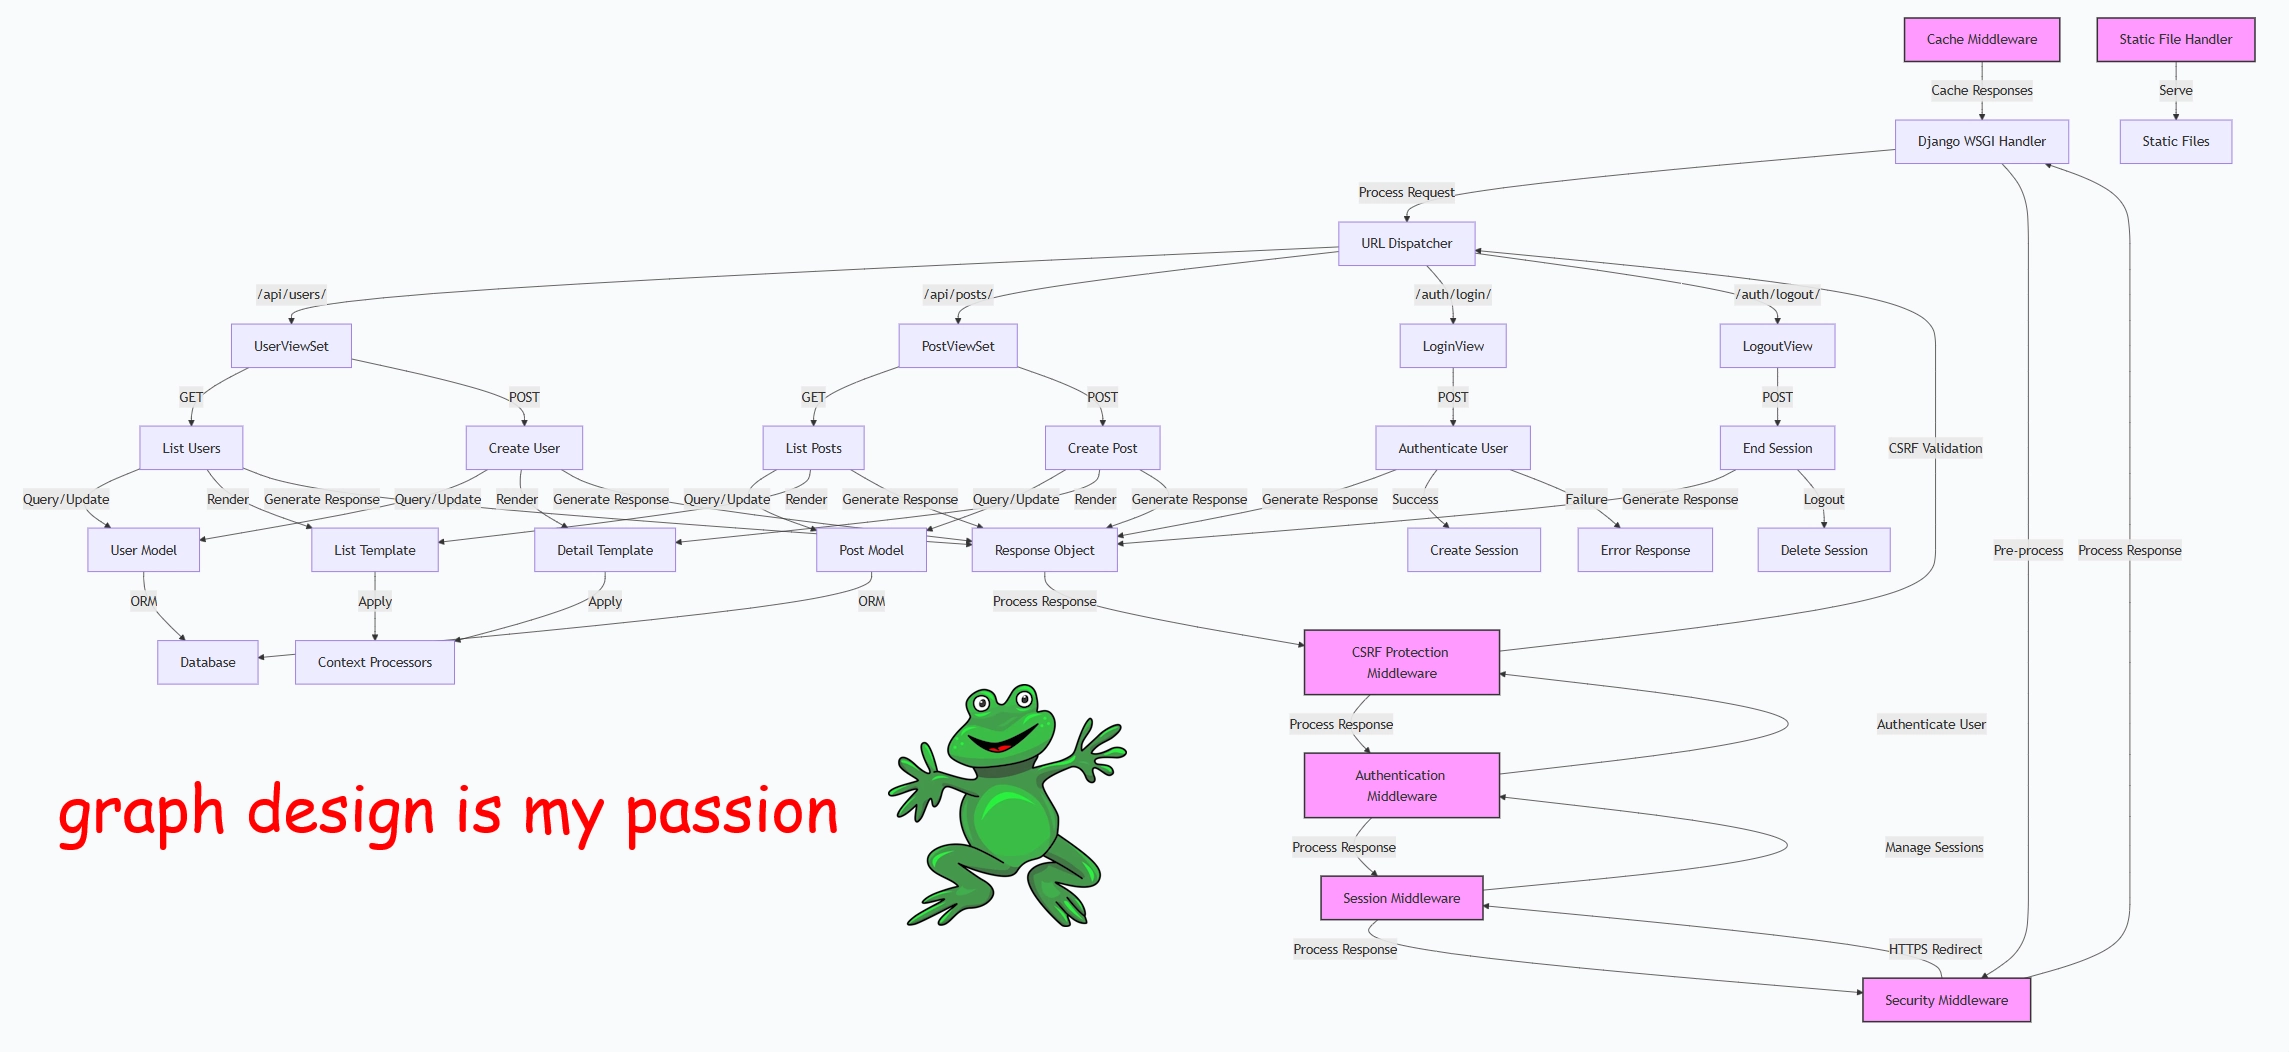 Cache Middleware
Static File Handler
Cache Responses
Serve
Django WSGI Handler
Static Files
Process Request
URL Dispatcher
/api/users/
/api/posts/
/auth/login/
/auth/logout/
UserViewSet
PostViewSet
LoginView
LogoutView
GET
POST
GET
POST
POST
POST
List Users
Create User
List Posts
Create Post
Authenticate User
End Session
CSRF Validation
Query/Update
Render
Generate Response
Query/Update
Render
Generate Response
Query/Update
Render
Generate Response
Query/Update
Render
Generate Response
Generate Response
Success
Failure
Generate Response
Logout
User Model
List Template
Detail Template
Post Model
Response Object
Create Session
Error Response
Delete Session
Pre-process
Process Response
ORM
Apply
Apply
ORM
Process Response
Database
Context Processors
CSRF Protection
Middleware
Process Response
Authenticate User
Authentication
Middleware
graph design is my passion
Process Response
Manage Sessions
Session Middleware
Process Response
HTTPS Redirect
Security Middleware